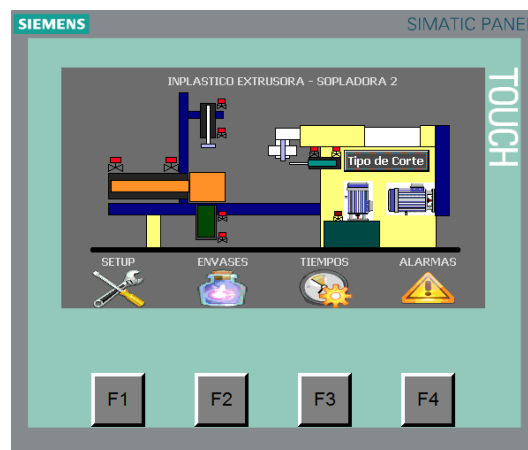 SIEMENS
SIMATIC PANE
TOUCH
INPLASTICO EXTRUSORA - SOPLADORA 2
Tipo de Corte
SETUP
ENVASES
TIEMPOS
ALARMAS
F1
F2
F3
F4